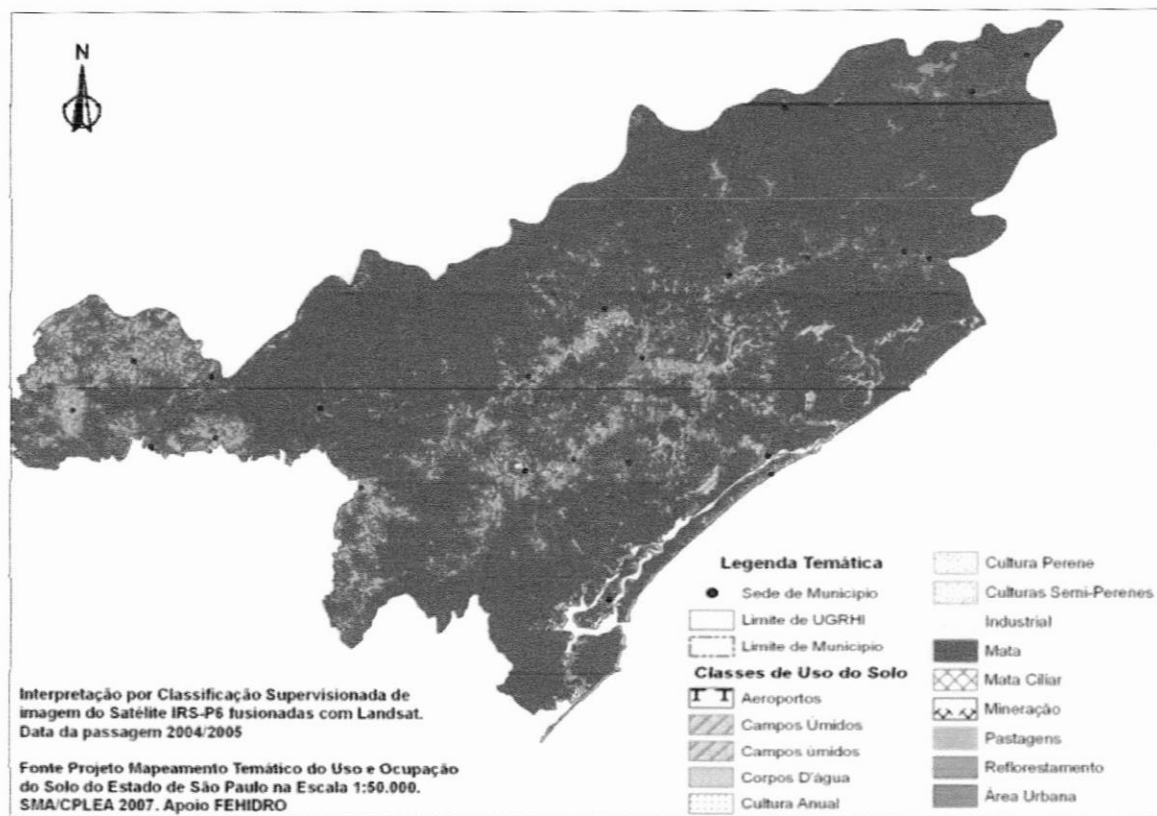 N
Legenda Temática
Sede de Municipio
Limite de UGRHI
Limite de Municipio
Classes de Uso do Solo
Aeroportos
Campos Úrnidos
Campos úmidos
Corpos D'água
Cultura Anual
Cultura Perene
Culturas Semi-Perenes
Industrial
Mata
Mata Ciliar
Mineração
Pastagens
Reflorestamento
Área Urbana
Interpretação por Classificação Supervisionada de
imagem do Satélite IRS-P6 fusionadas com Landsat.
Data da passagem 2004/2005
Fonte Projeto Mapeamento Temático do Uso e Ocupação
do Solo do Estado de São Paulo na Escala 1:50.000.
SMA/CPLEA 2007. Apoio FEHIDRO